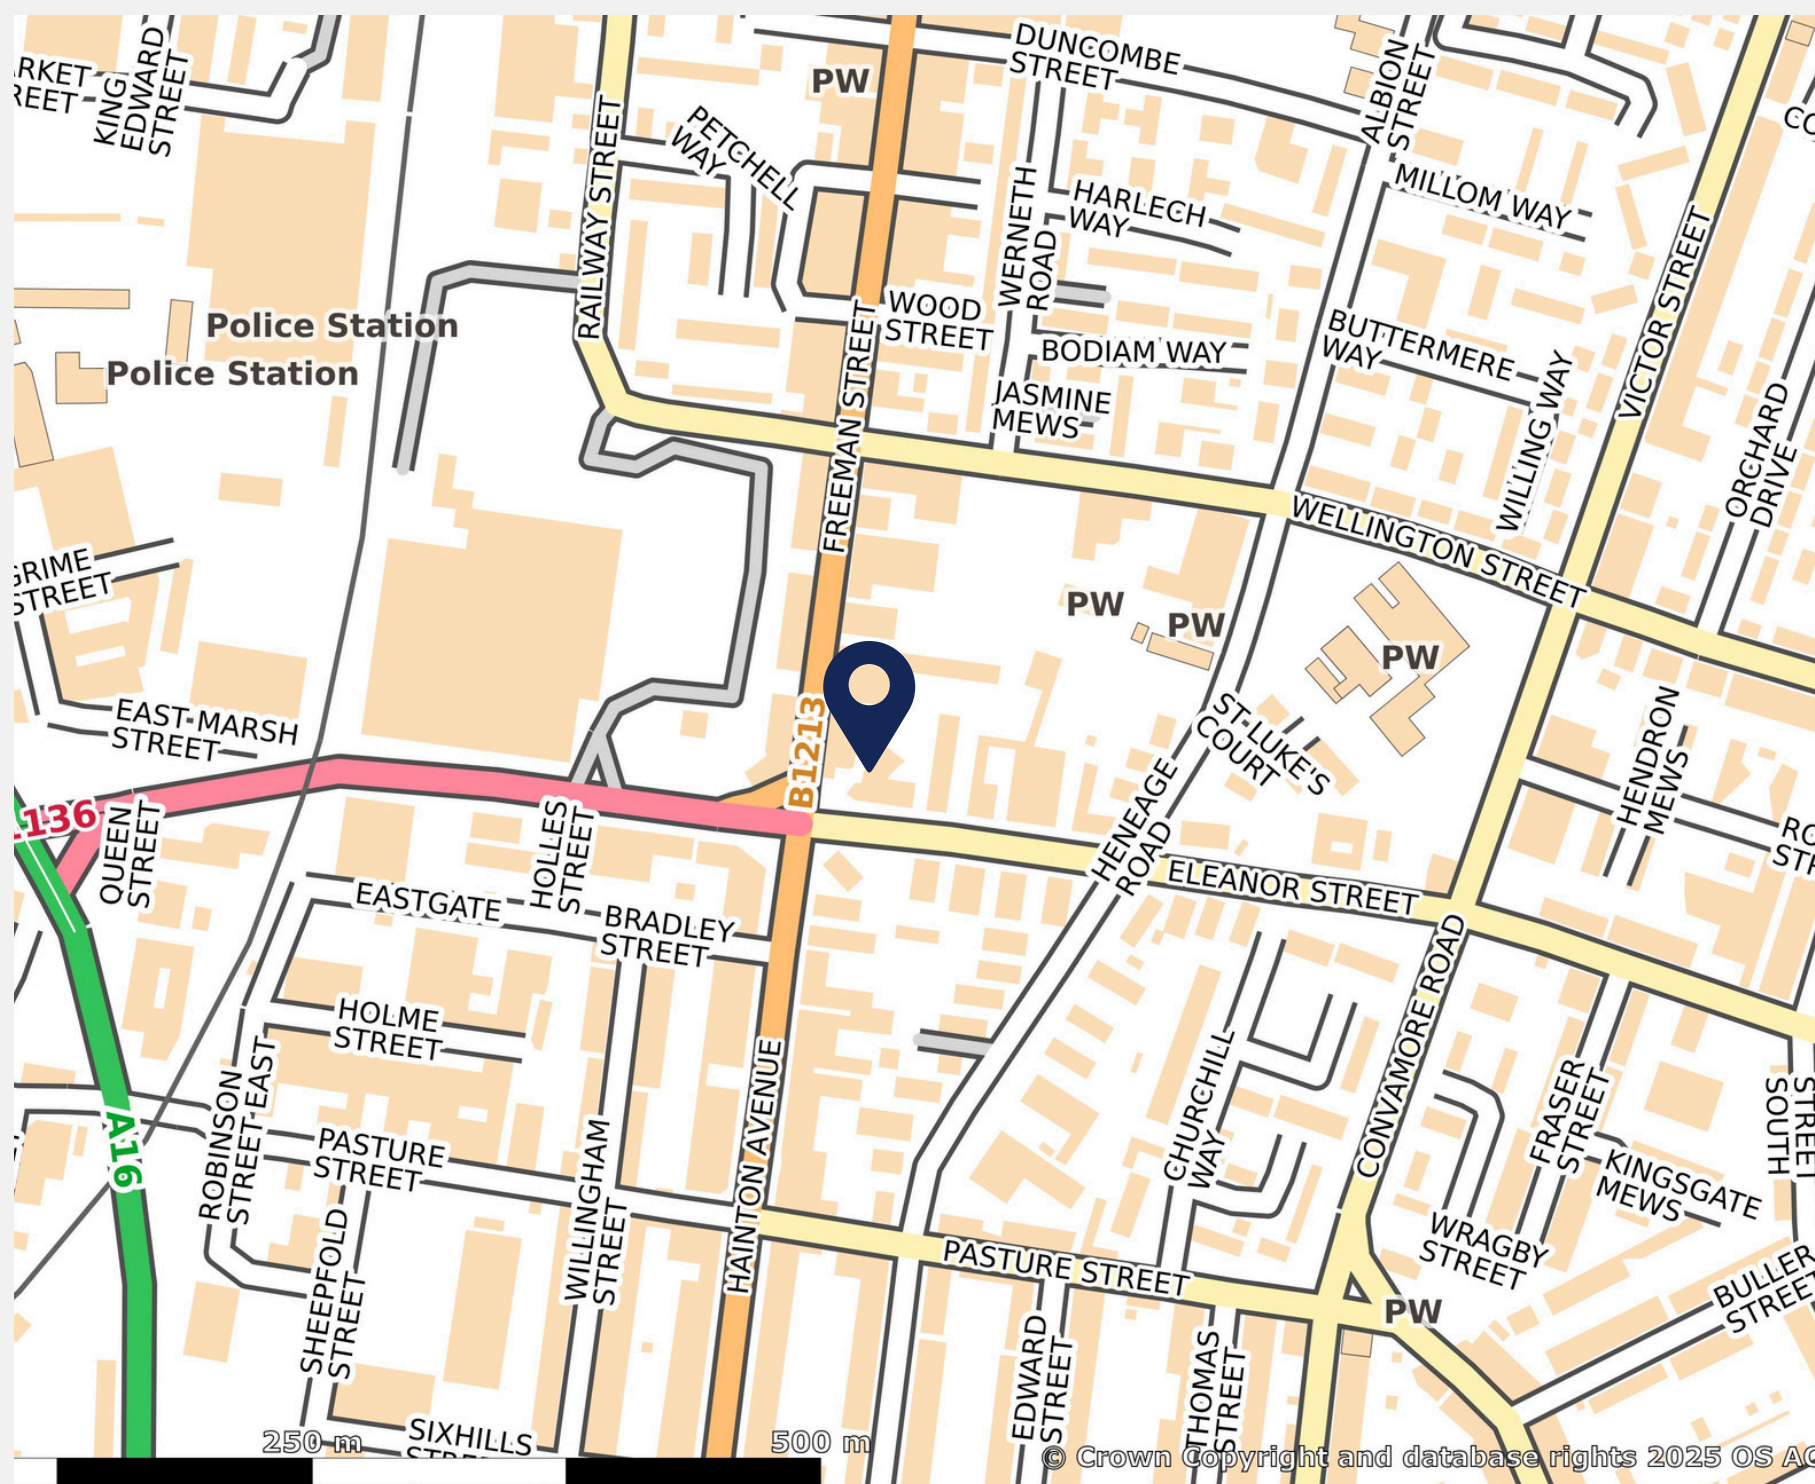 DUNCOMBE
STREET
KING
EDWARD
STREET
PW
ALBION
STREET
PETCHELL
WAY
RAILWAY STREET
MILLOM WAY
HARLECH
WAY
WERNETH
ROAD
VICTOR STREET
WOOD
STREET
Police Station
Police Station
BUTTERMERE
WAY
BODIAM WAY
WILLING WAY
JASMINE
MEWS
FREEMAN STREET
ORCHARD
DRIVE
WELLINGTON STREET
GRIME
STREET
PW
PW
PW
EAST MARSH
STREET
B1213
ST LUKE'S
COURT
HENDRON
MEWS
136
QUEEN
STREET
HOLLES
STREET
HENEAGE
ROAD
ELEANOR STREET
EASTGATE
BRADLEY
STREET
CONVAMORE ROAD
HOLME
STREET
A16
ROBINSON
STREET EAST
HAINTON AVENUE
CHURCHILL
WAY
FRASER
STREET
STREET
SOUTH
PASTURE
STREET
WILLINGHAM
STREET
KINGSGATE
MEWS
WRAGBY
STREET
SHEEPFOLD
STREET
PASTURE STREET
BULLER
STREET
PW
EDWARD
STREET
THOMAS
STREET
SIXHILLS
250 m
500 m
© Crown Copyright and database rights 2025 OS AC